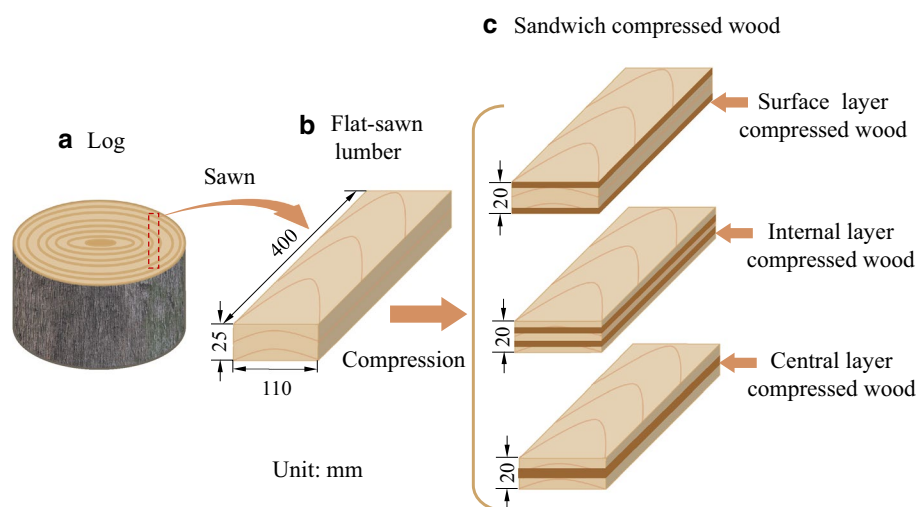 c Sandwich compressed wood
Surface layer
compressed wood
b Flat-sawn
lumber
a Log
Sawn
20
400
Internal layer
compressed wood
25
Compression
20
110
Central layer
compressed wood
Unit: mm
20